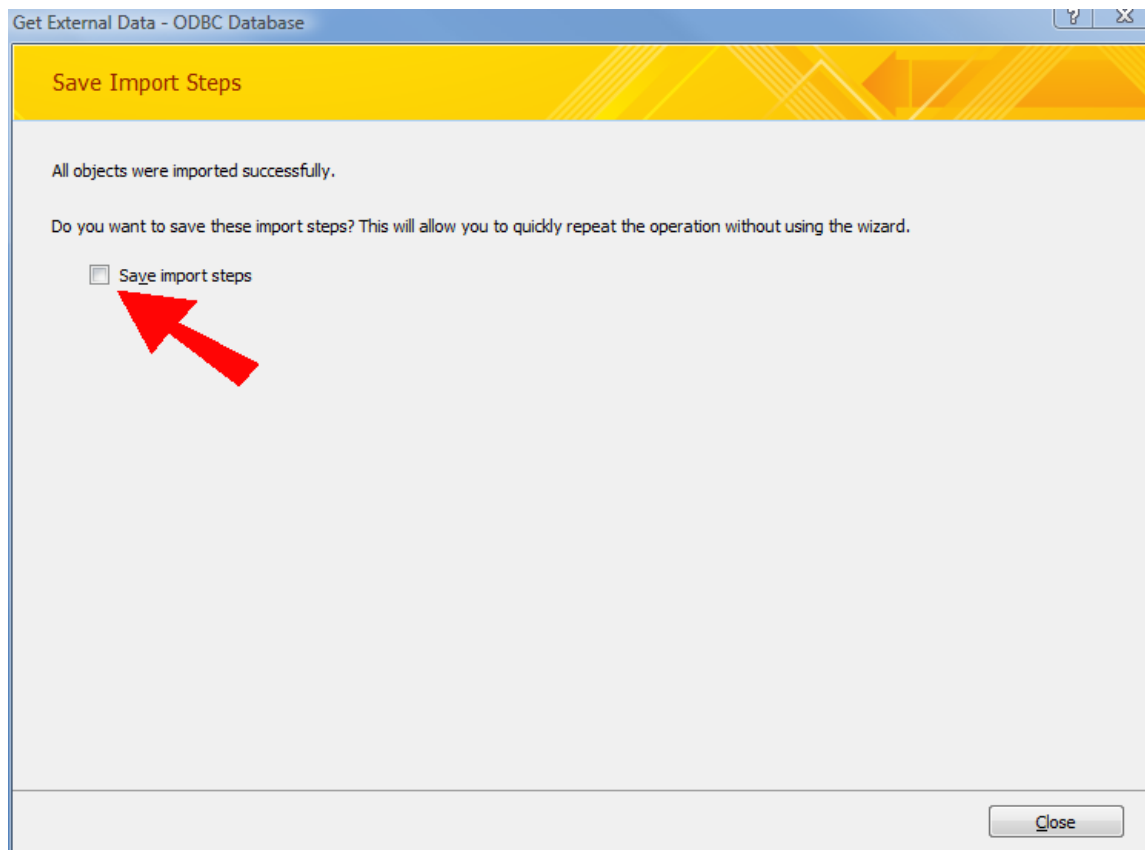 Get External Data - ODBC Database
Save Import Steps
All objects were imported successfully.
Do you want to save these import steps? This will allow you to quickly repeat the operation without using the wizard.
Save import steps
Close